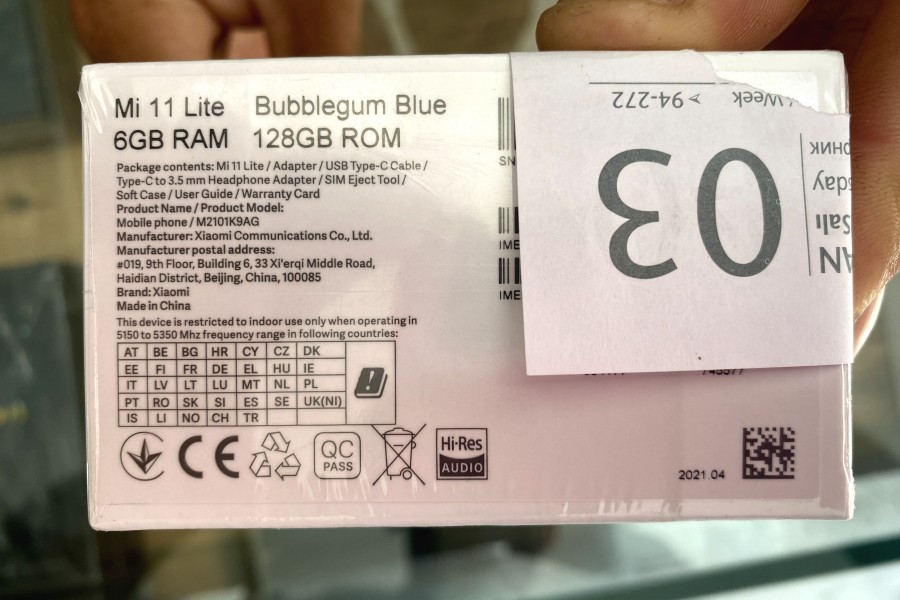 Mi 11 Lite Bubblegum Blue
6GB RAM 128GB ROM
Package contents: Mi 11 Lite / Adapter / USB Type-C Cable /
Type-C to 3.5 mm Headphone Adapter / SIM Eject Tool /
Soft Case / User Guide / Warranty Card
Product Name / Product Model:
Mobile phone / M2101K9AG
Manufacturer: Xiaomi Communications Co., Ltd.
Manufacturer postal address:
#019, 9th Floor, Building 6, 33 Xi'erqi Middle Road,
Haidian District, Beijing, China, 100085
Brand: Xiaomi
Made in China
This device is restricted to indoor use only when operating in
5150 to 5350 Mhz frequency range in following countries:
AT BE BG HR CY CZ DK
EE FI FR DE EL HU IE
IT LV LT LU MT NL PL
PT RO SK SI ES SE UK(NI)
IS LI NO CH TR
CE
QC
PASS
Hi-Res
AUDIO
SN
IME
IME
2021.04
03
Week
94-272
Salı